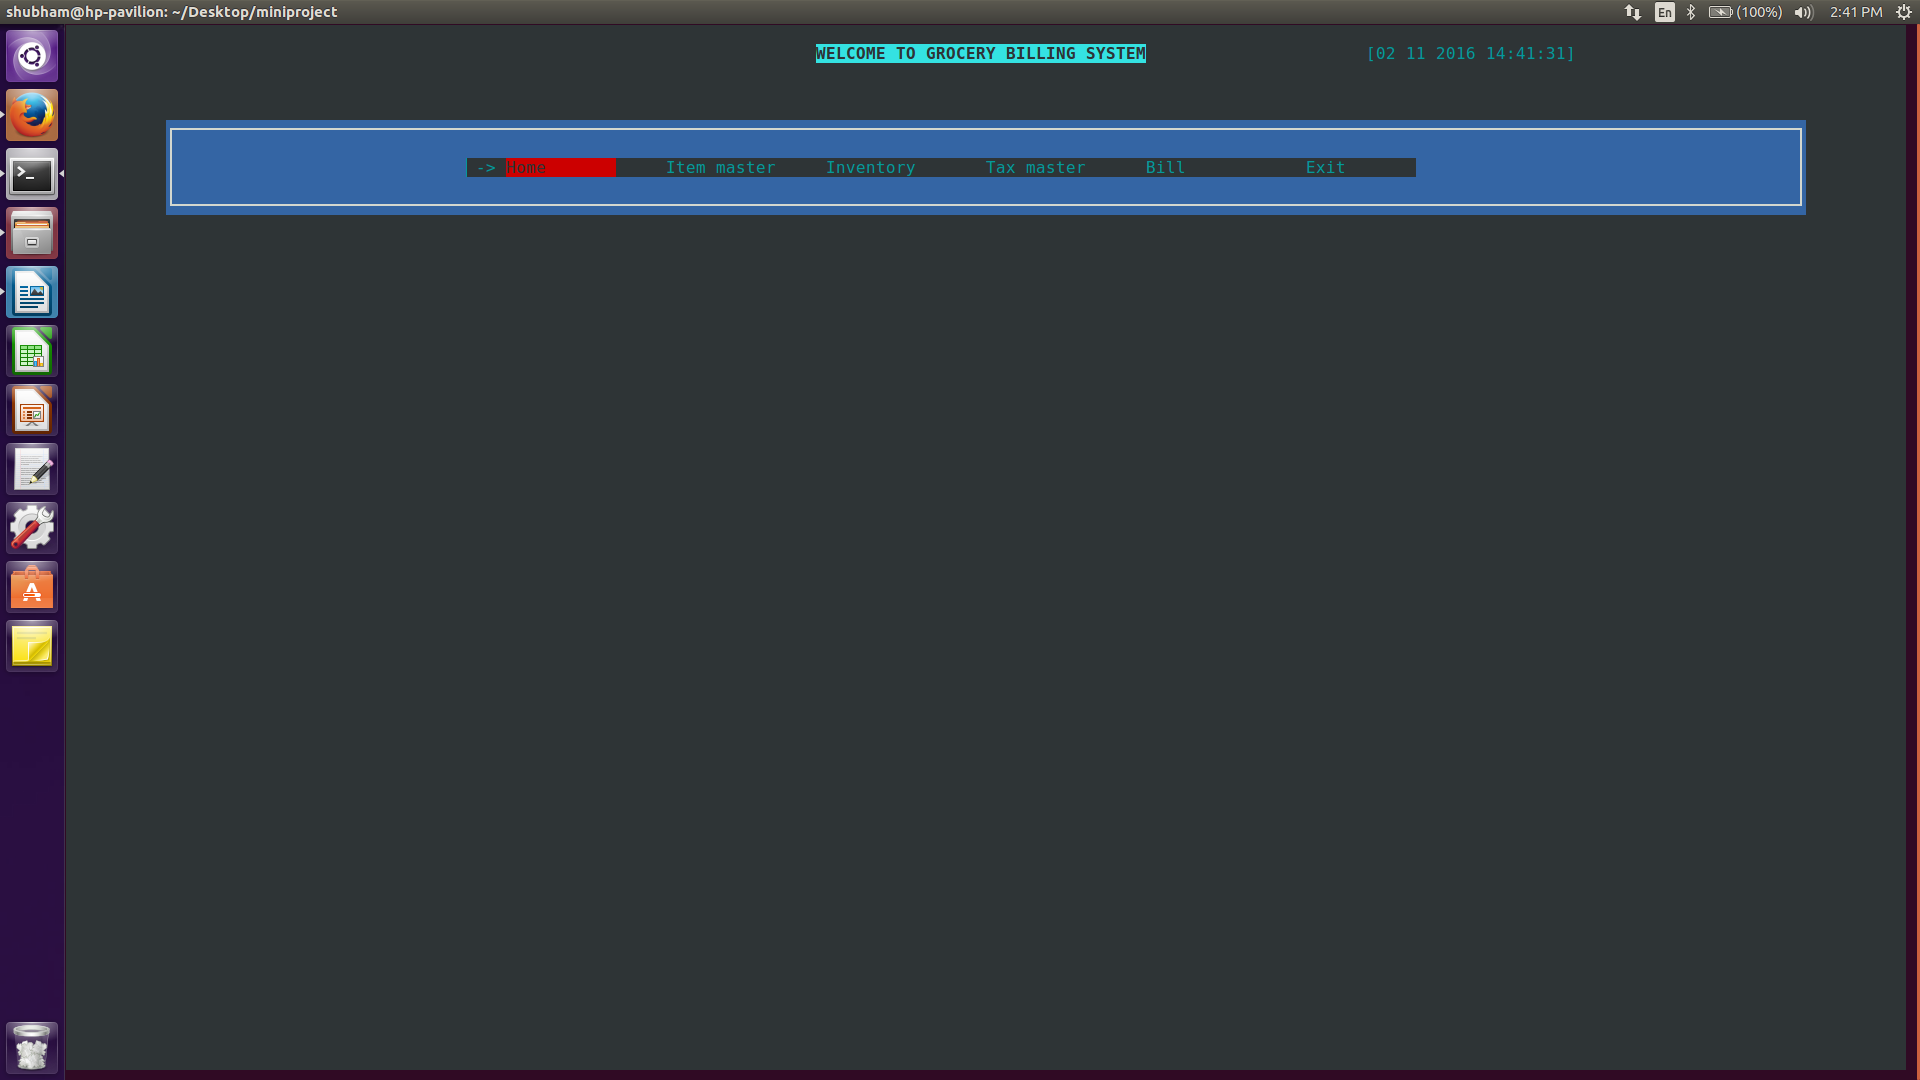 shubham@hp-pavilion: ~/Desktop/miniproject En (100%) 2:41 PM
WELCOME TO GROCERY BILLING SYSTEM [02 11 2016 14:41:31]
-> Home Item master Inventory Tax master Bill Exit